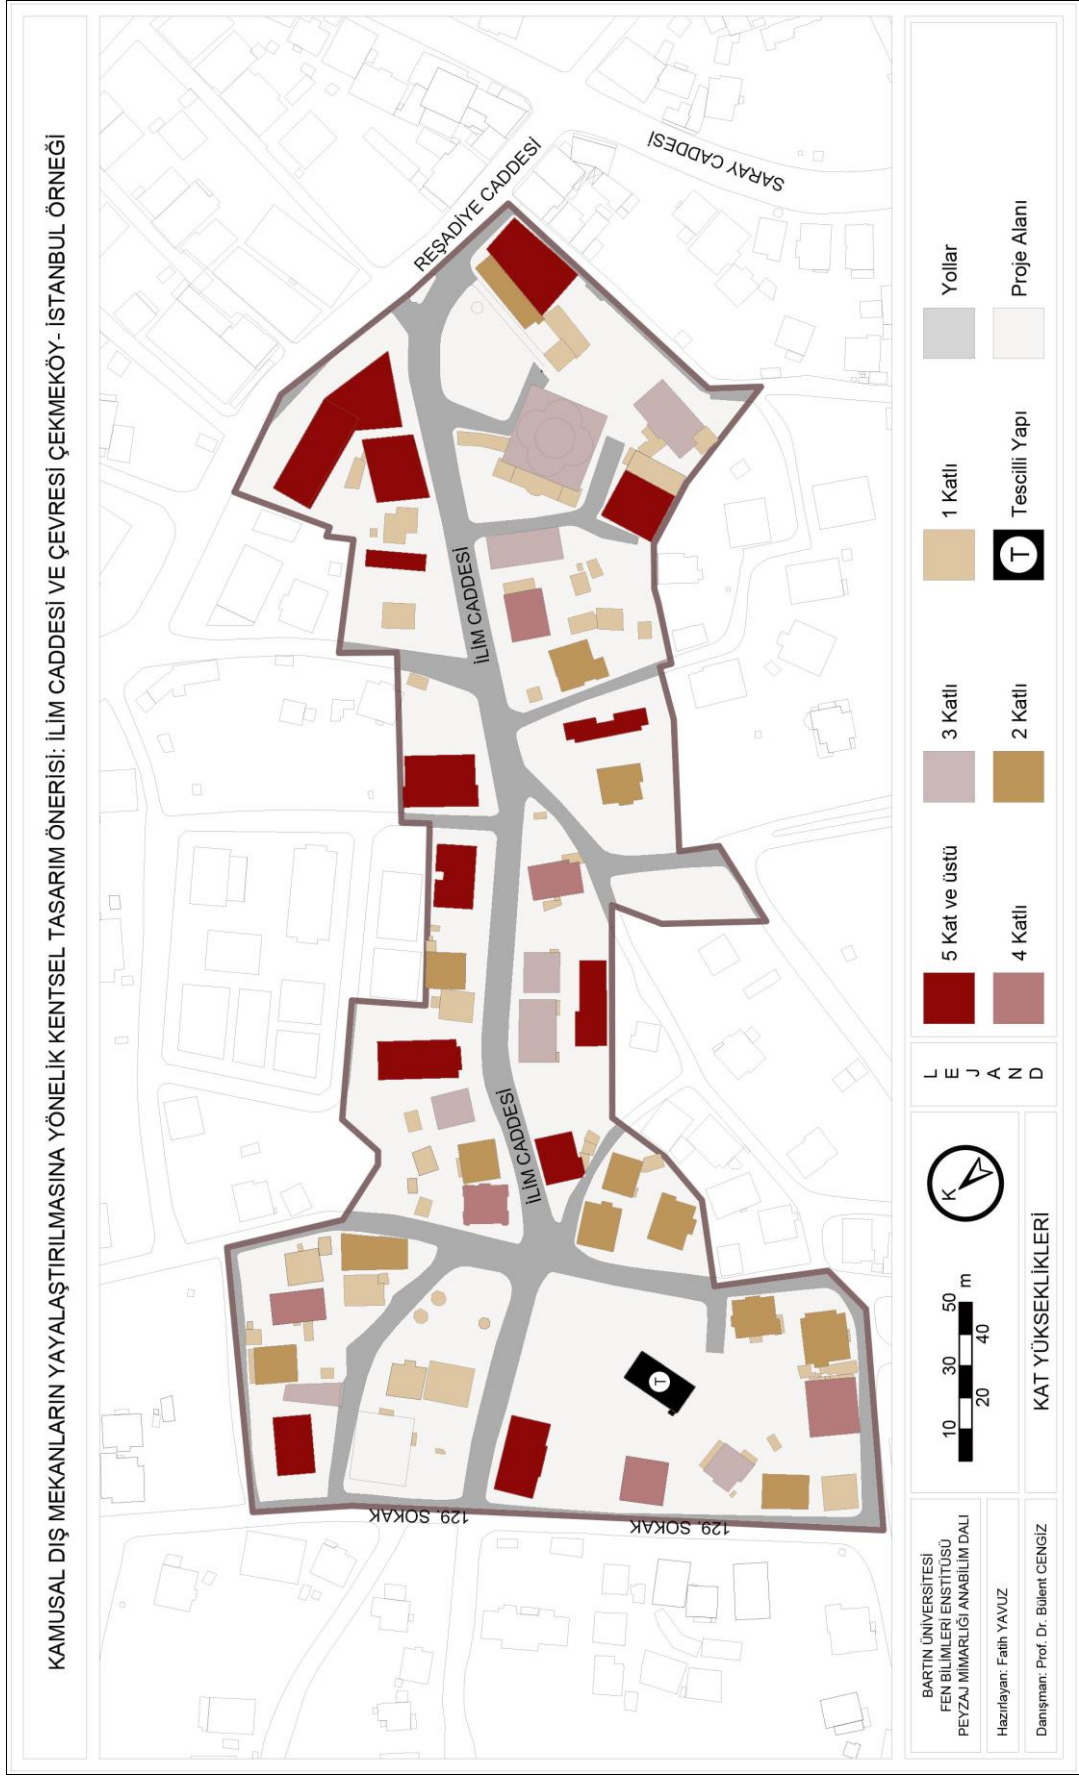 KAMUSAL DIŞ MEKANLARIN YAYALAŞTIRILMASINA YÖNELİK KENTSEL TASARIM ÖNERİSİ: İLİM CADDESİ VE ÇEVRESİ ÇEKMEKÖY- İSTANBUL ÖRNEĞİ
REŞADİYE CADDESİ
SARAY CADDESİ
İLİM CADDESİ
İLİM CADDESİ
129. SOKAK
129. SOKAK
T
BARTIN ÜNİVERSİTESİ
FEN BİLİMLERİ ENSTİTÜSÜ
PEYZAJ MİMARLIĞI ANABİLİM DALI
Hazırlayan: Fatih YAVUZ
Danışman: Prof. Dr. Bülent CENGİZ
10 30 50 m
20 40
K
KAT YÜKSEKLİKLERİ
L
E
J
A
N
D
5 Kat ve üstü
3 Katlı
1 Katlı
Yollar
4 Katlı
2 Katlı
T
Tescilli Yapı
Proje Alanı